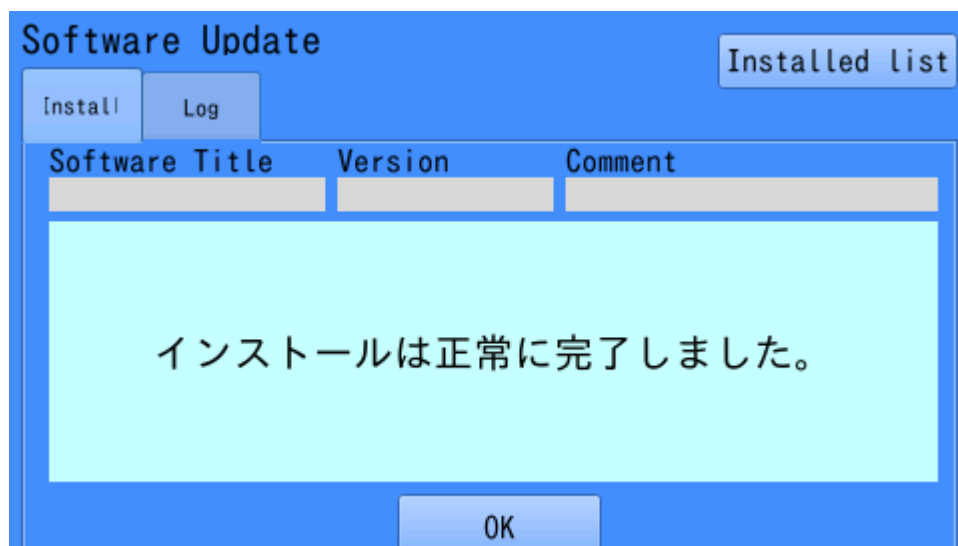 Software Update
Installed list
Install
Log
Software Title
Version
Comment
インストールは正常に完了しました。
OK